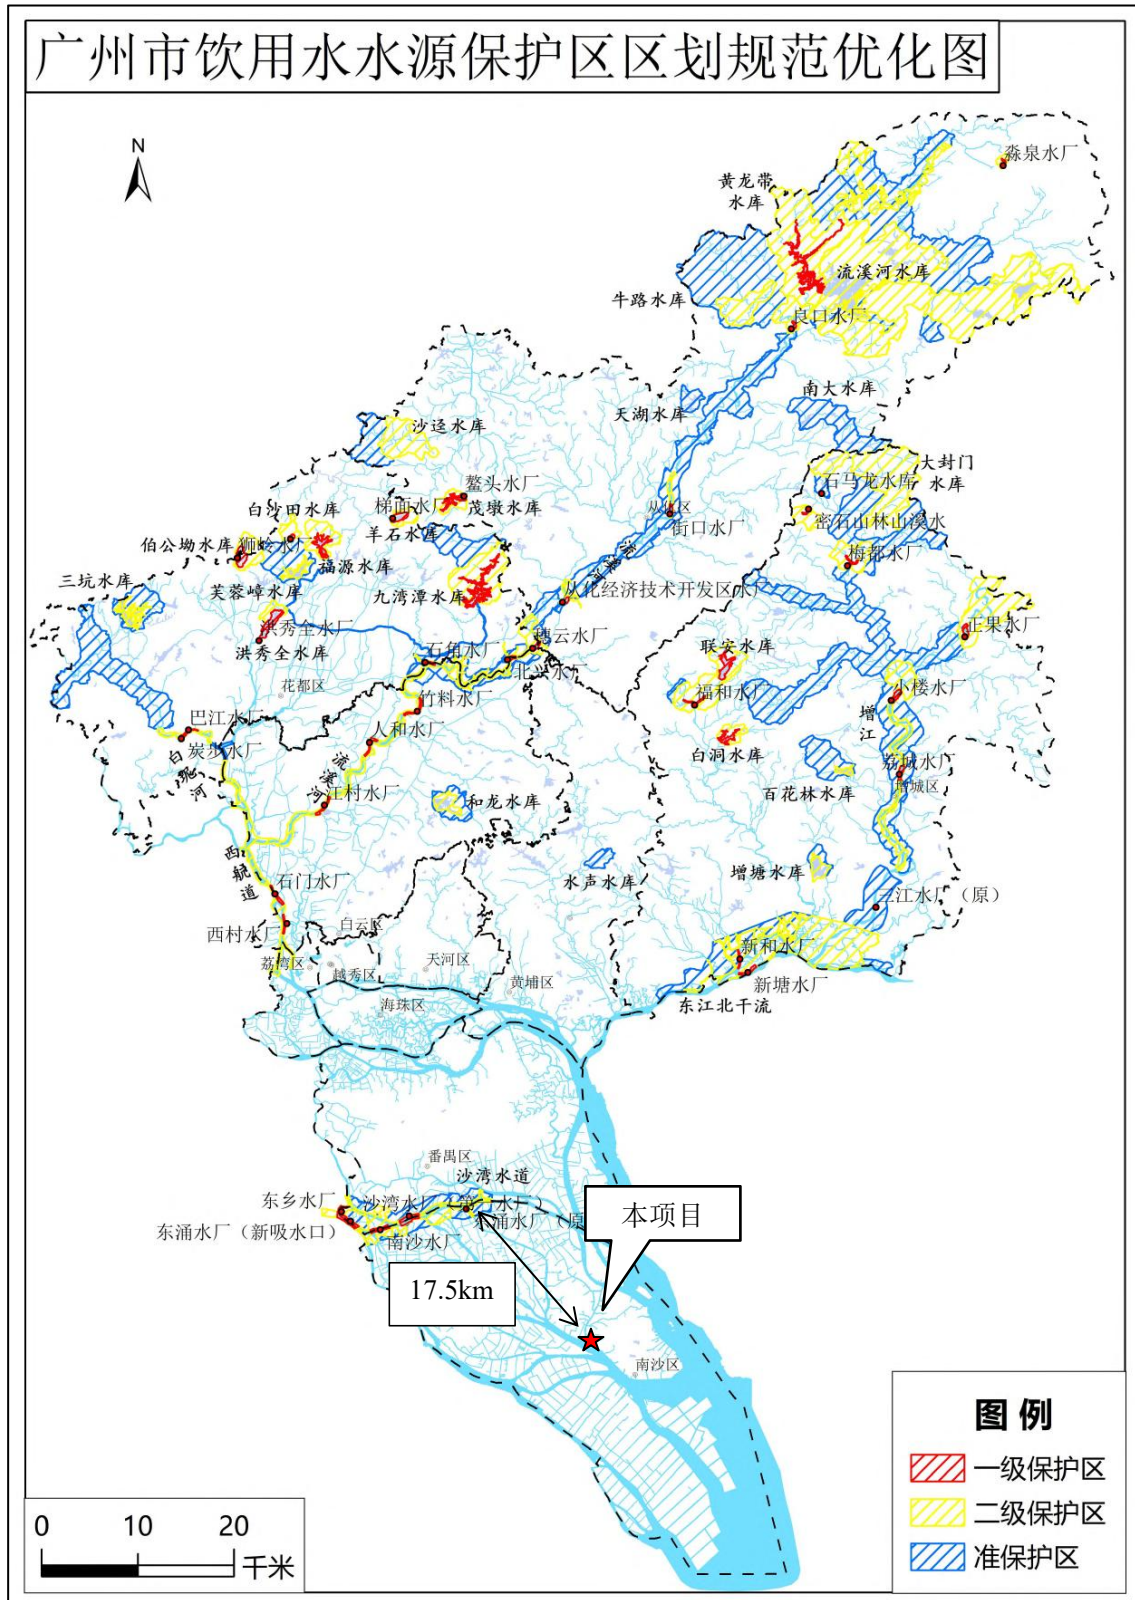 广州市饮用水水源保护区区划规范优化图
N
淼泉水厂
黄龙带
水库
流溪河水库
牛路水库
良口水厂
南大水库
天湖水库
沙迳水库
大封门
水库
石马龙水库
鳌头水厂
梯面水厂
茂墩水库
白沙田水库
羊石水库
街口水厂
密石山林山溪水
伯公坳水库
狮岭水厂
福源水库
流溪河
梅都水厂
三坑水库
芙蓉嶂水库
九湾潭水库
从化经济技术开发区水厂
洪秀全水厂
洪秀全水库
穗云水厂
正果水厂
石角水厂
北兴水厂
联安水库
花都区
竹料水厂
福和水厂
小楼水厂
巴江水厂
人和水厂
增江
炭步水厂
白坭河
流溪河
白洞水库
荔城水厂
增城区
江村水厂
和龙水库
百花林水库
西航道
水声水库
增塘水库
石门水厂
三江水厂（原）
西村水厂
白云区
新和水厂
荔湾区
越秀区
天河区
黄埔区
新塘水厂
海珠区
东江北干流
番禺区
沙湾水道
东乡水厂
沙湾水厂
东涌水厂（原
东涌水厂（新吸水口）
南沙水厂
本项目
17.5km
南沙区
图例
一级保护区
二级保护区
准保护区
0 10 20
千米